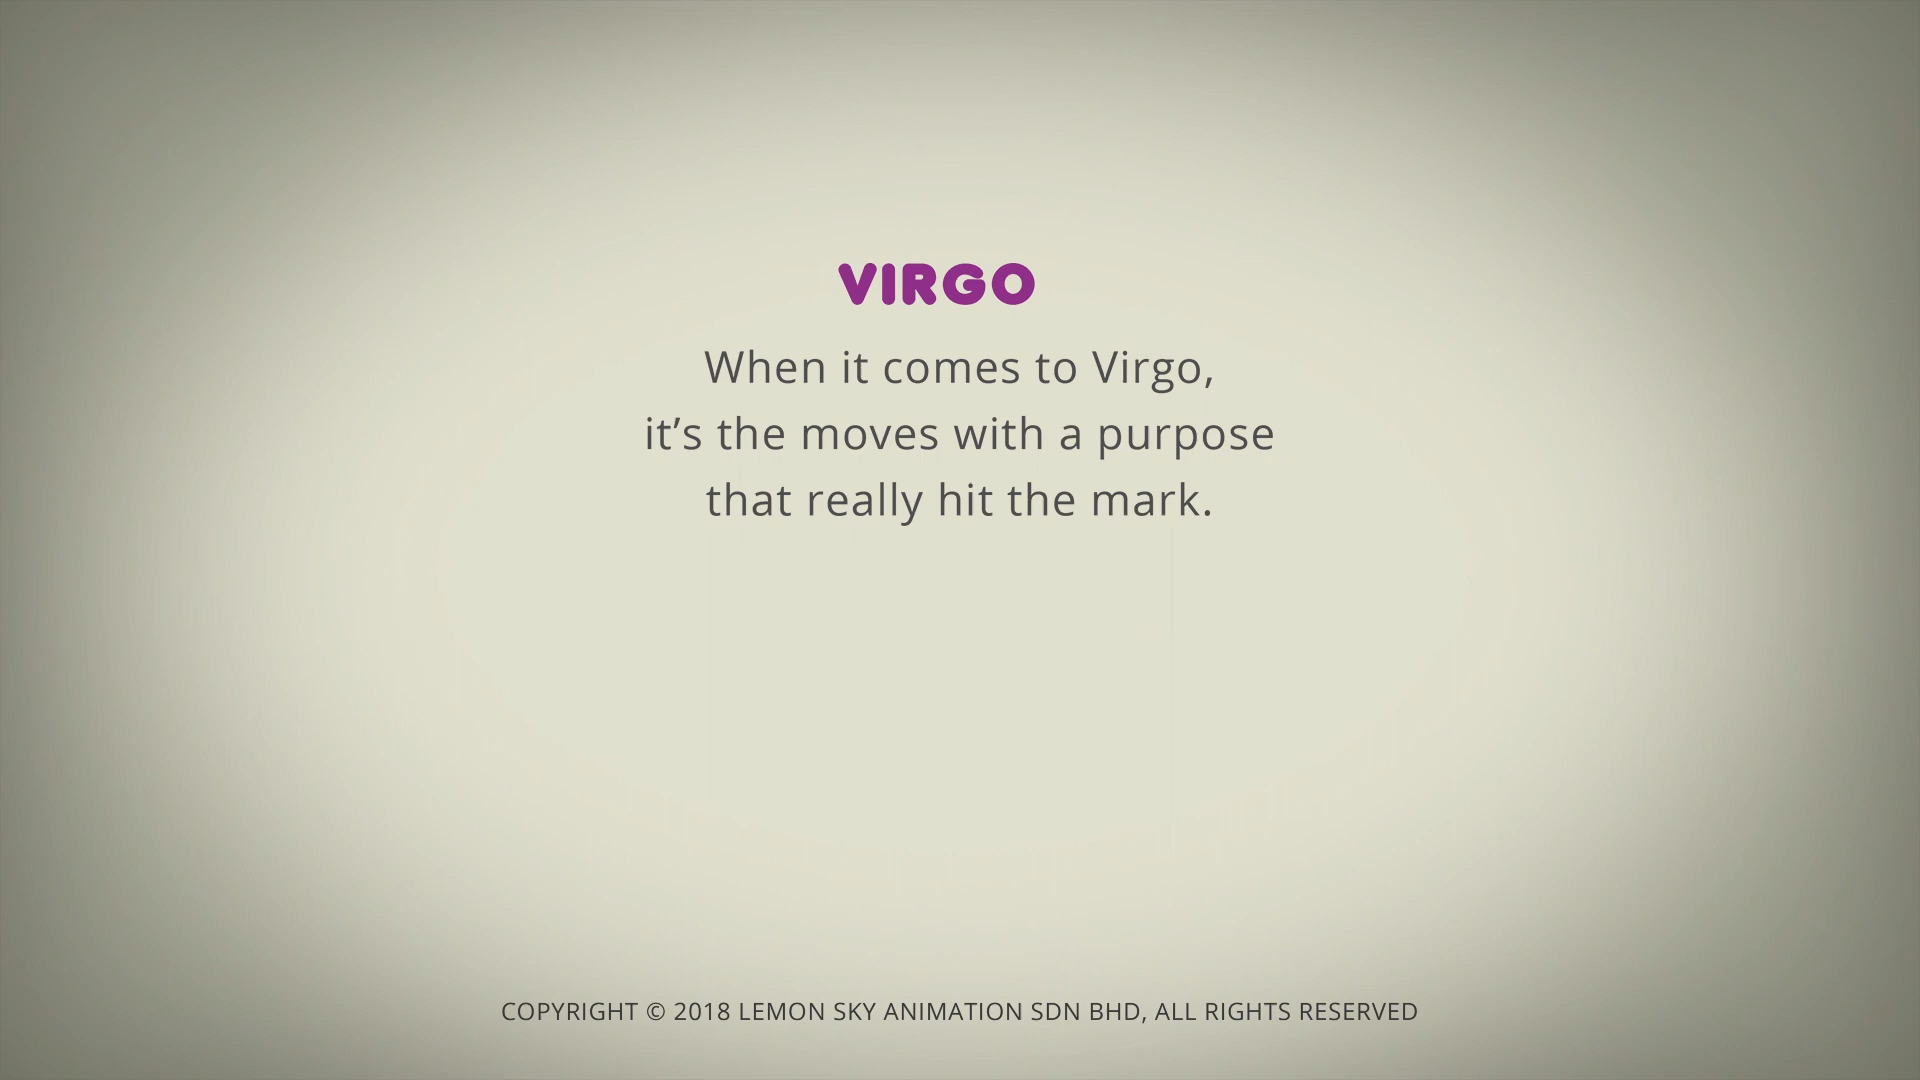 VIRGO
When it comes to Virgo,
it’s the moves with a purpose
that really hit the mark.
COPYRIGHT © 2018 LEMON SKY ANIMATION SDN BHD, ALL RIGHTS RESERVED